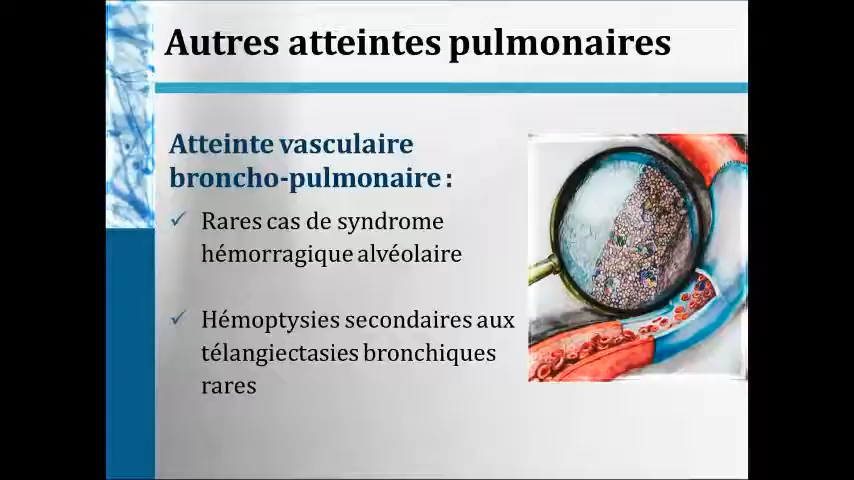 Autres atteintes pulmonaires
Atteinte vasculaire
broncho-pulmonaire :
✓ Rares cas de syndrome
hémorragique alvéolaire
✓ Hémoptysies secondaires aux
télangiectasies bronchiques
rares